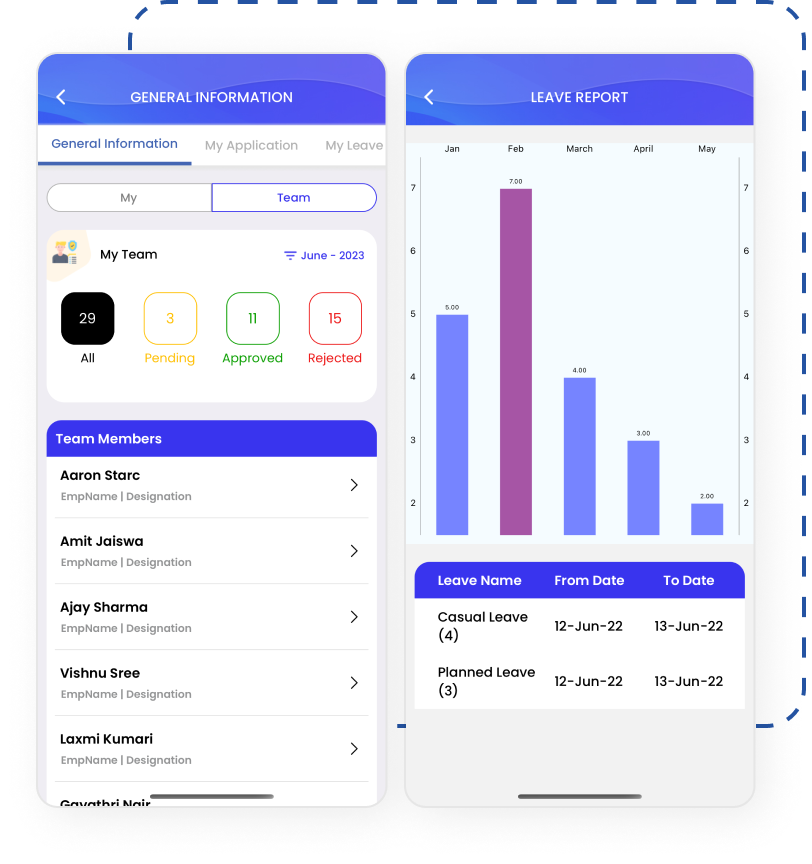 GENERAL INFORMATION
General Information My Application My Leave
My Team
My Team June - 2023
29 3 11 15
All Pending Approved Rejected
Team Members
Aaron Starc
EmpName | Designation
Amit Jaiswa
EmpName | Designation
Ajay Sharma
EmpName | Designation
Vishnu Sree
EmpName | Designation
Laxmi Kumari
EmpName | Designation
Gayathri Nair
LEAVE REPORT
Jan Feb March April May
7.00
7 7
6 6
5.00
5 5
4.00
4 4
3.00
3 3
2.00
2 2
Leave Name From Date To Date
Casual Leave
(4) 12-Jun-22 13-Jun-22
Planned Leave
(3) 12-Jun-22 13-Jun-22